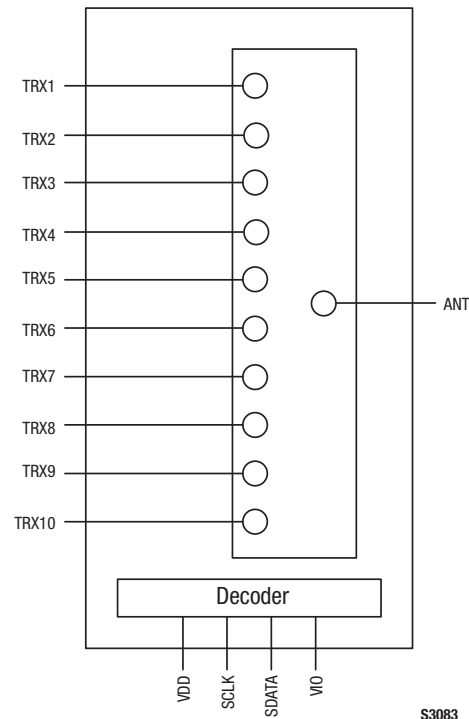 TRX1
TRX2
TRX3
TRX4
TRX5
ANT
TRX6
TRX7
TRX8
TRX9
TRX10
Decoder
VDD
SCLK
SDATA
VIO
S3083